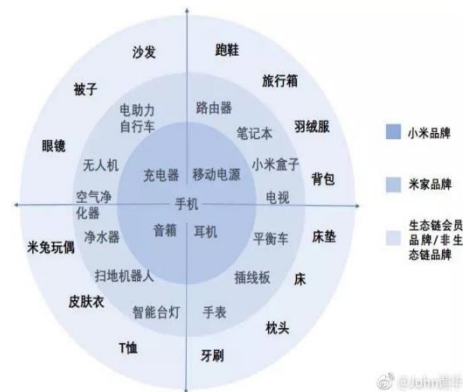 沙发
跑鞋
被子
旅行箱
电助力
自行车
路由器
羽绒服
笔记本
眼镜
无人机
小米盒子
充电器
移动电源
背包
空气净
化器
手机
电视
音箱
耳机
米兔玩偶
净水器
平衡车
床垫
扫地机器人
插线板
床
皮肤衣
智能台灯
手表
枕头
T恤
牙刷
小米品牌
米家品牌
生态链会员
品牌/非生
态链品牌